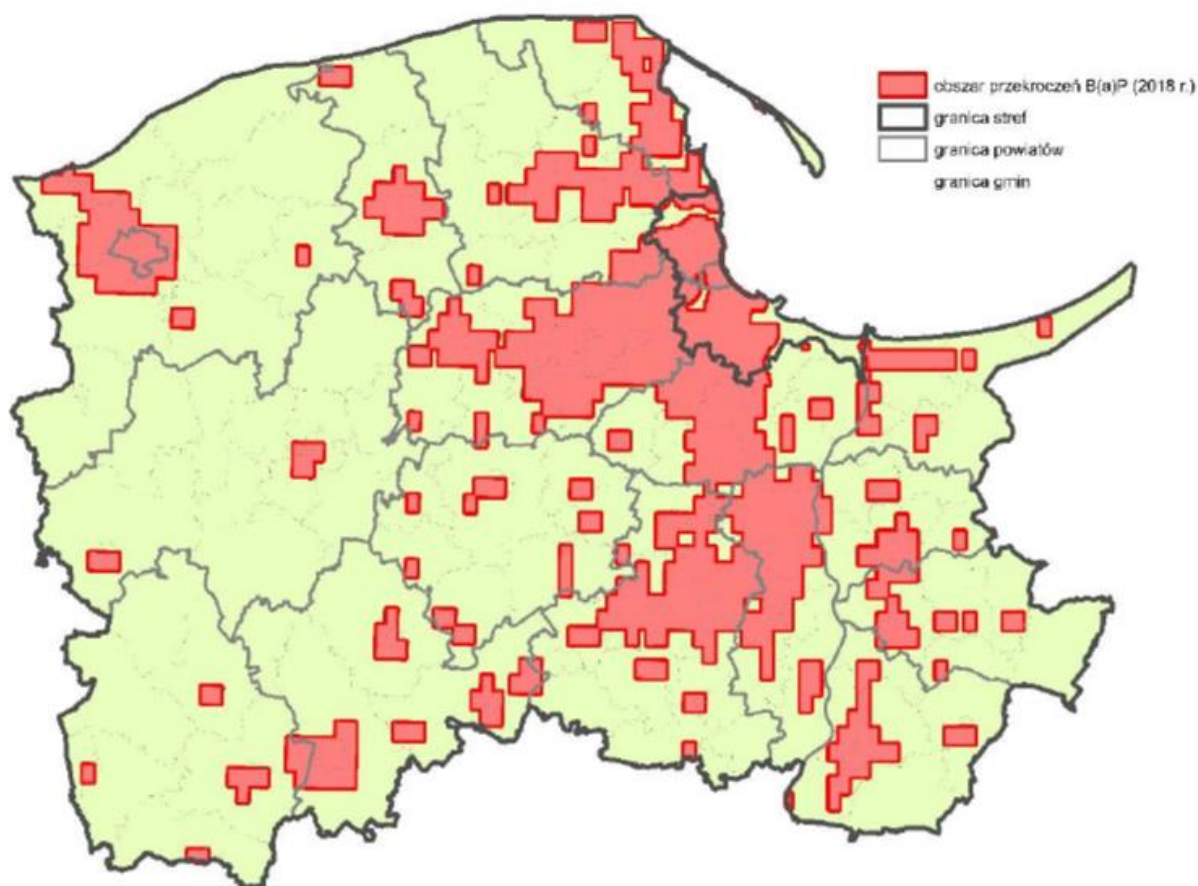 obszar przekroczeń B(a)P (2018 r.)
granica stref
granica powiatów
granica gmin